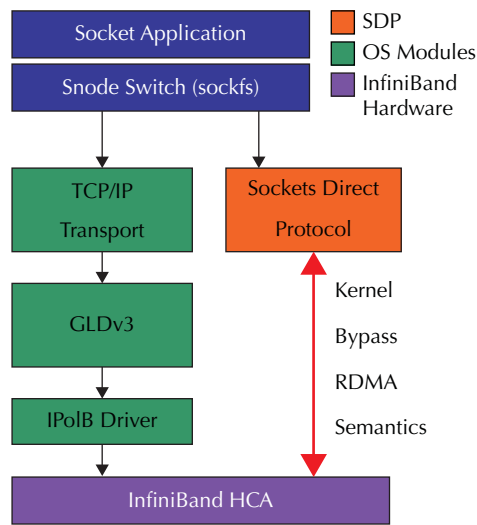 Socket Application
Snode Switch (sockfs)
SDP
OS Modules
InfiniBand
Hardware
TCP/IP
Transport
Sockets Direct
Protocol
GLDv3
Kernel
Bypass
RDMA
Semantics
IPolB Driver
InfiniBand HCA